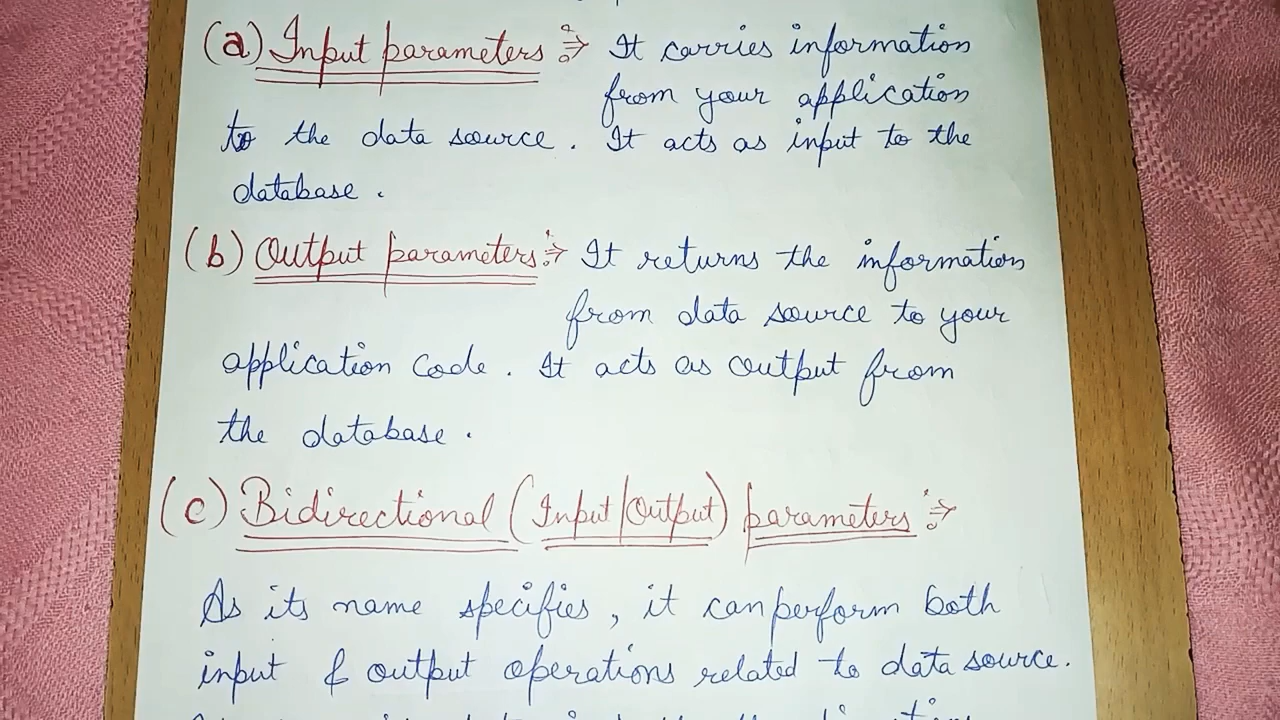 (a) Input parameters :⇒ It carries information
from your application
to the data source. It acts as input to the
database.
(b) Output parameters :⇒ It returns the information
from data source to your
application code. It acts as output from
the database.
(c) Bidirectional (Input/Output) parameters :⇒
As its name specifies, it can perform both
input & output operations related to data source.